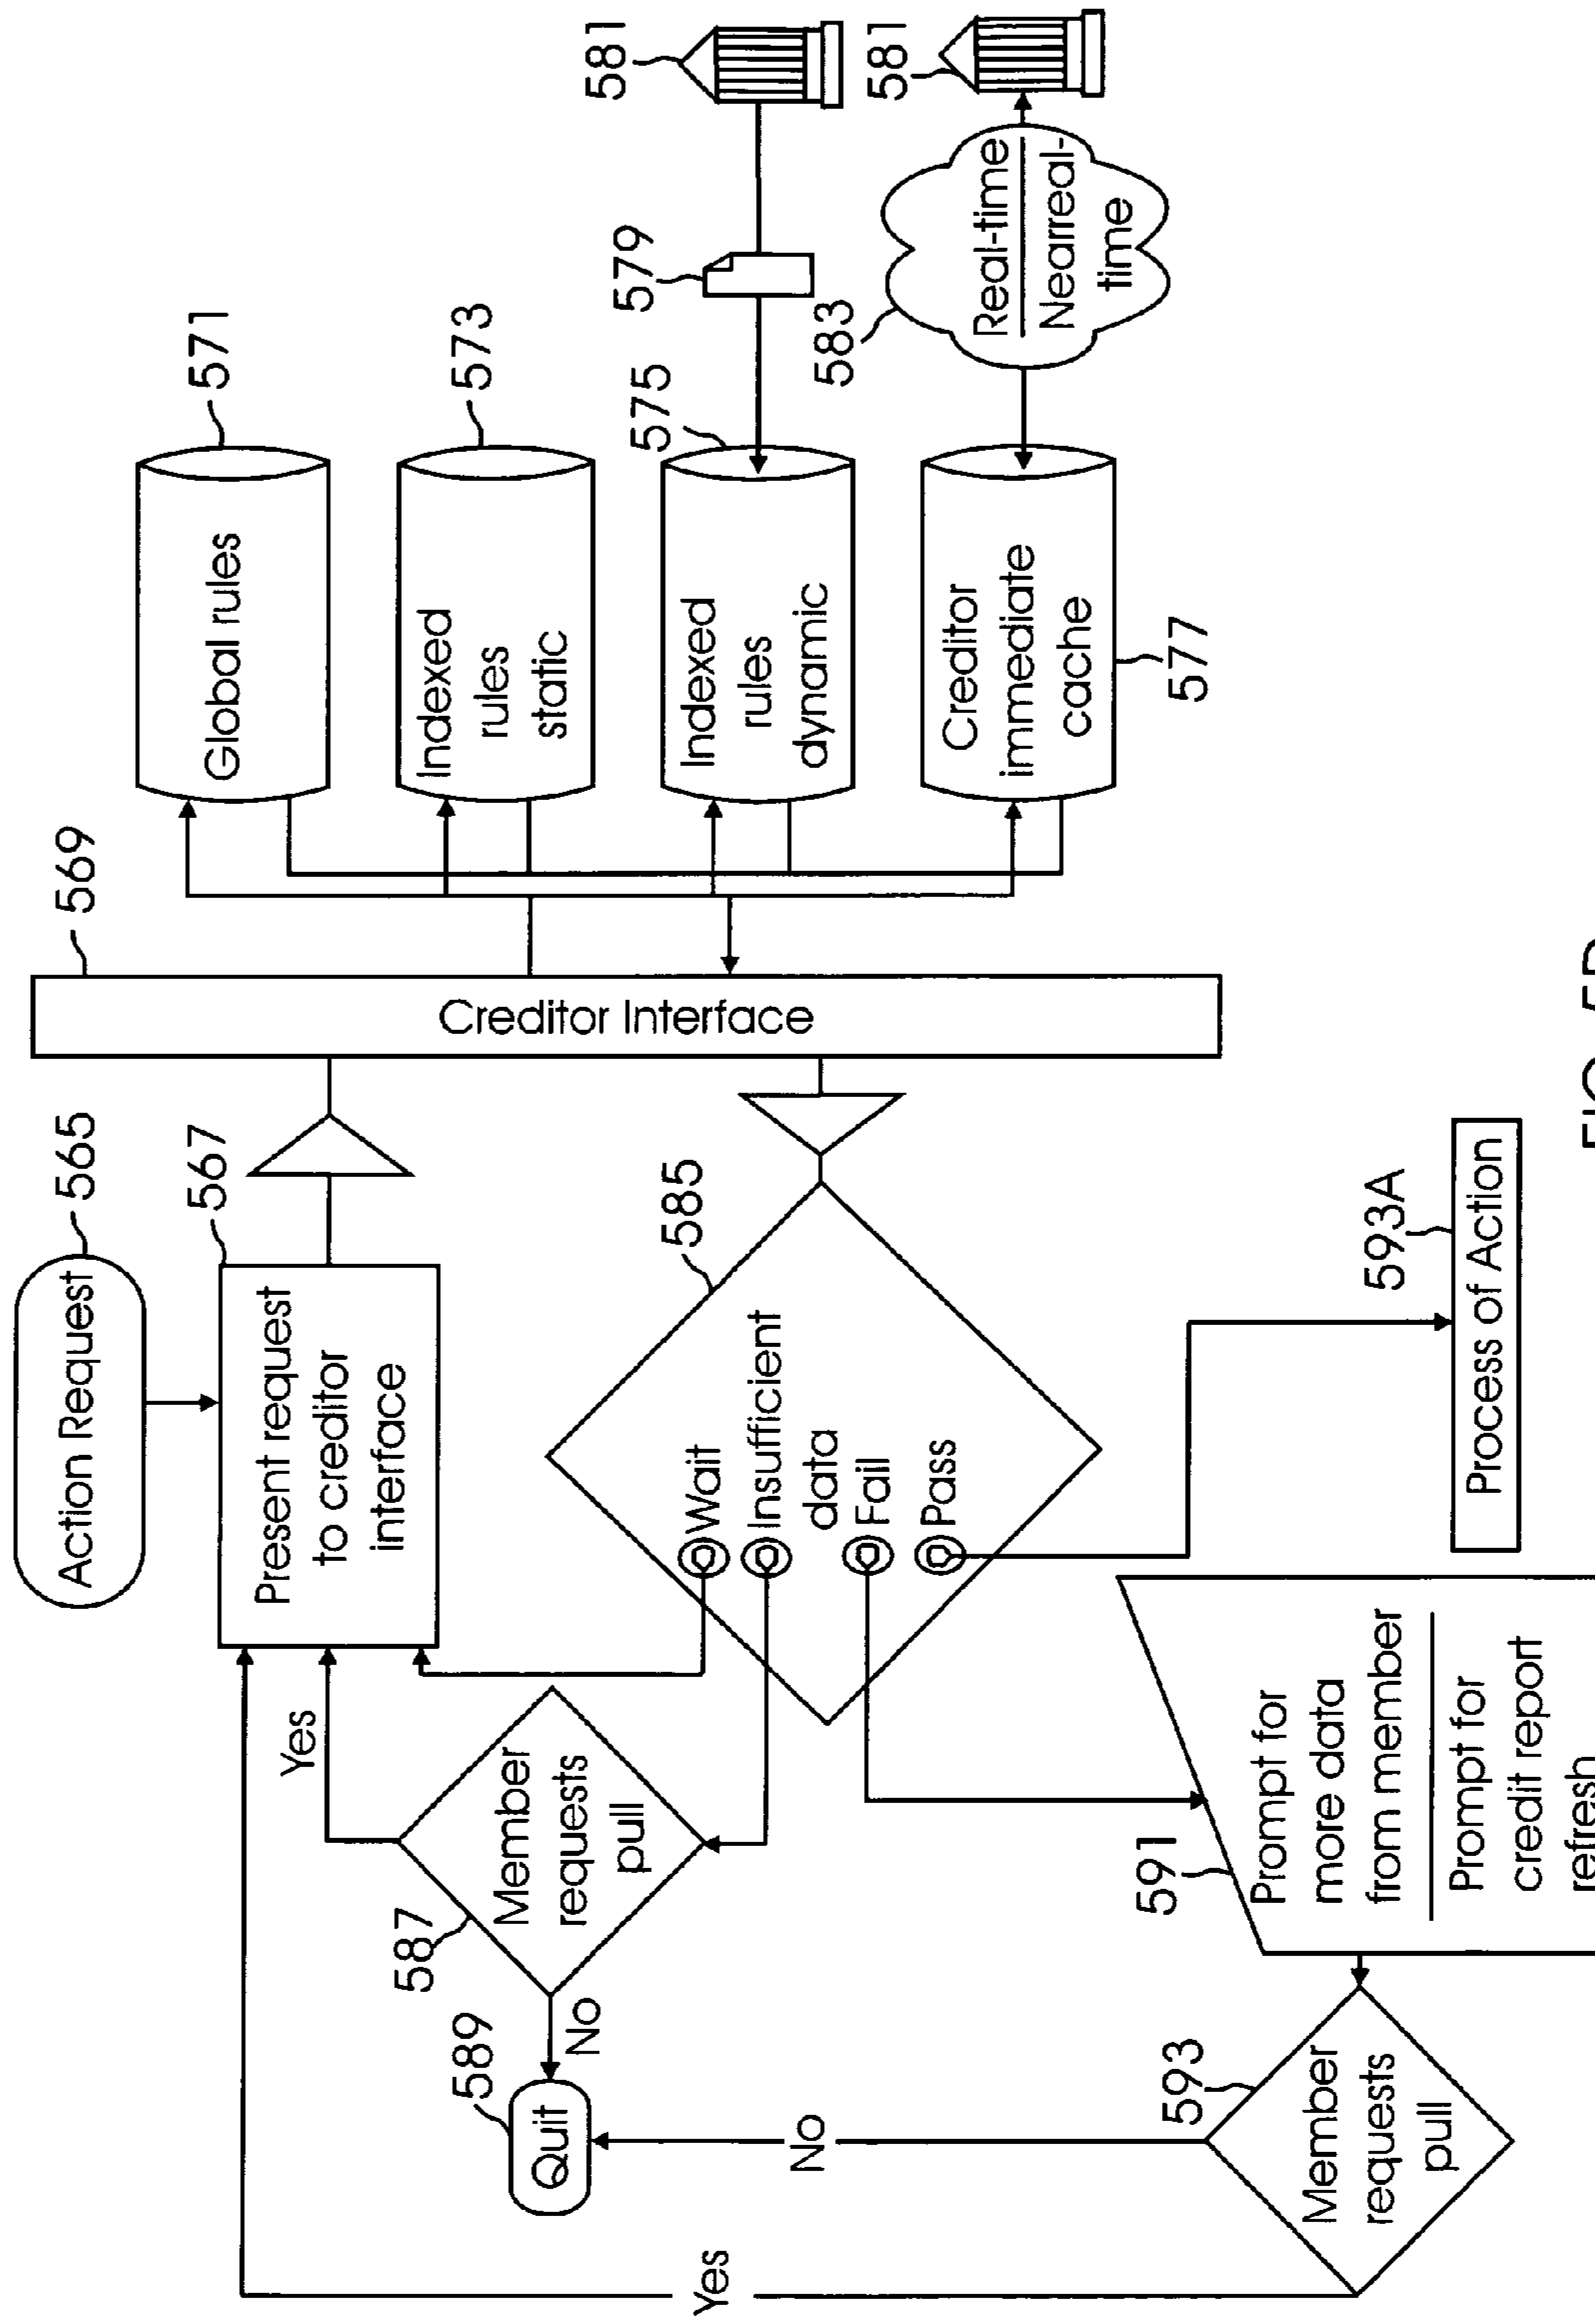 Action Request
565
567
Present request
to creditor
interface
569
Creditor Interface
Global rules
571
Indexed
rules
static
573
Indexed
rules
dynamic
575
579
581
Creditor
immediate
cache
577
583
Real-time
Nearreal-
time
581
585
Wait
Insufficient
data
Fail
Pass
Yes
587
Member
requests
pull
No
589
Quit
No
Yes
591
Prompt for
more data
from member
Prompt for
credit report
refresh
593
Member
requests
pull
593A
Process of Action
FIG.